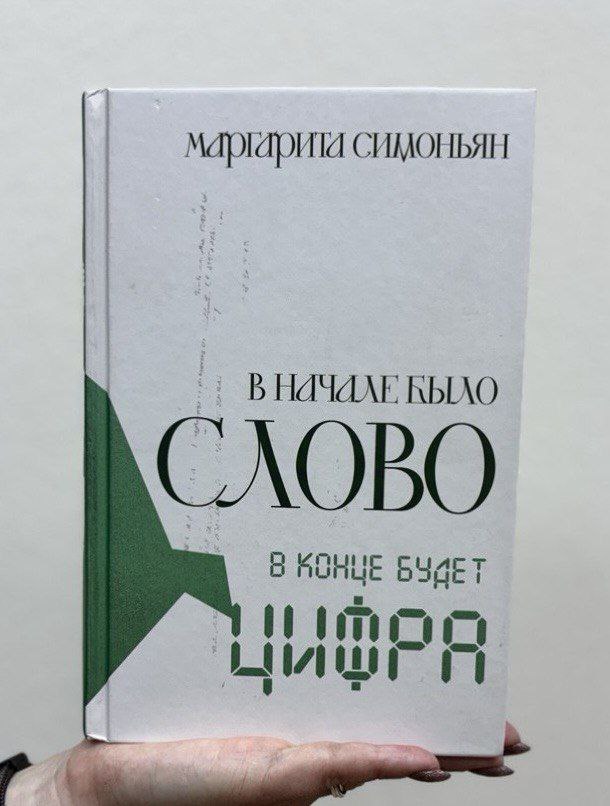 МАРГАРИТА СИМОНЬЯН
В НАЧАЛЕ БЫЛО
СЛОВО
В КОНЦЕ БУДЕТ
ЦИФРА